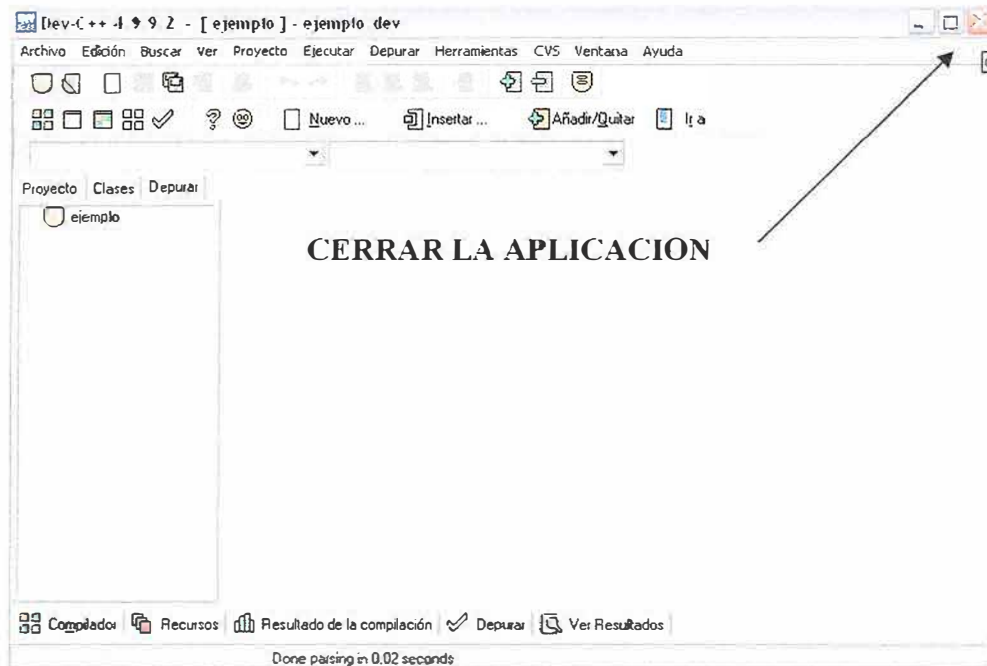 Dev-C++ 4 9 9 2 - [ ejemplo ] - ejemplo dev
Archivo Edición Buscar Ver Proyecto Ejecutar Depurar Herramientas CVS Ventana Ayuda
Nuevo ... Insertar ... Añadir/Quitar Ir a
Proyecto Clases Depurar
ejemplo
CERRAR LA APLICACION
Compilador Recursos Resultado de la compilación Depurar Ver Resultados
Done parsing in 0.02 seconds